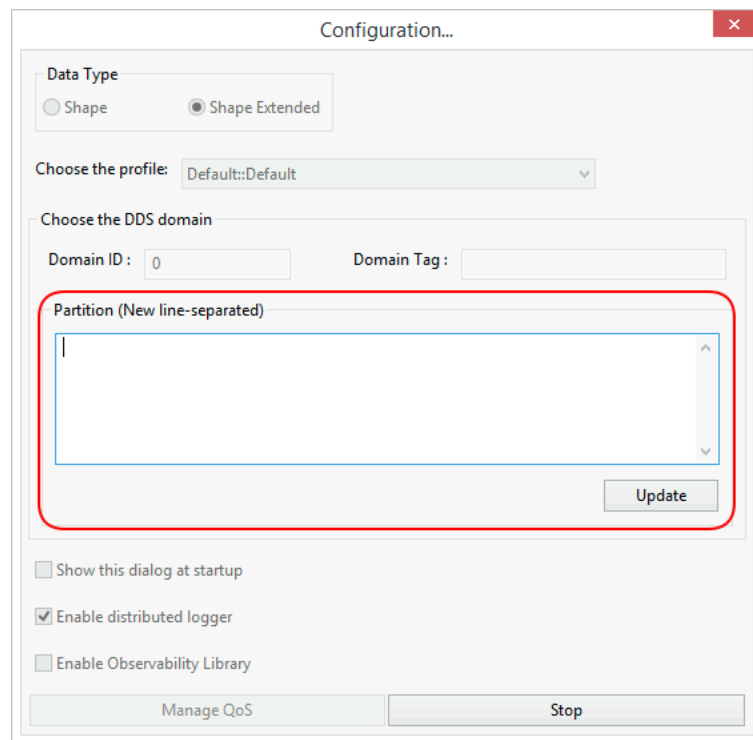 Configuration...
Data Type
Shape
Shape Extended
Choose the profile:
Default::Default
Choose the DDS domain
Domain ID :
0
Domain Tag :
Partition (New line-separated)
Update
Show this dialog at startup
Enable distributed logger
Enable Observability Library
Manage QoS
Stop